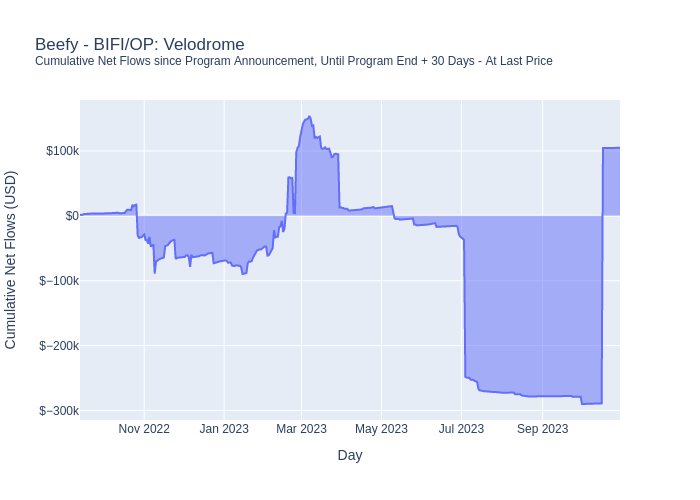 Beefy - BIFI/OP: Velodrome
Cumulative Net Flows since Program Announcement, Until Program End + 30 Days - At Last Price
Cumulative Net Flows (USD)
$100k
$0
$−100k
$−200k
$−300k
Nov 2022
Jan 2023
Mar 2023
May 2023
Jul 2023
Sep 2023
Day